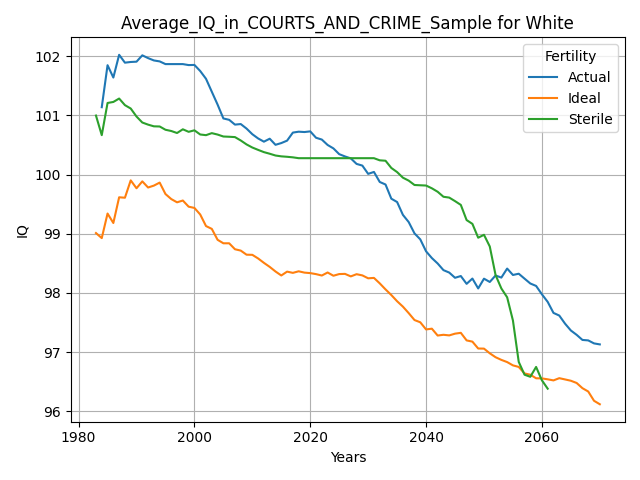 Average_IQ_in_COURTS_AND_CRIME_Sample for White
Fertility
Actual
Ideal
Sterile
IQ
102
101
100
99
98
97
96
1980
2000
2020
2040
2060
Years